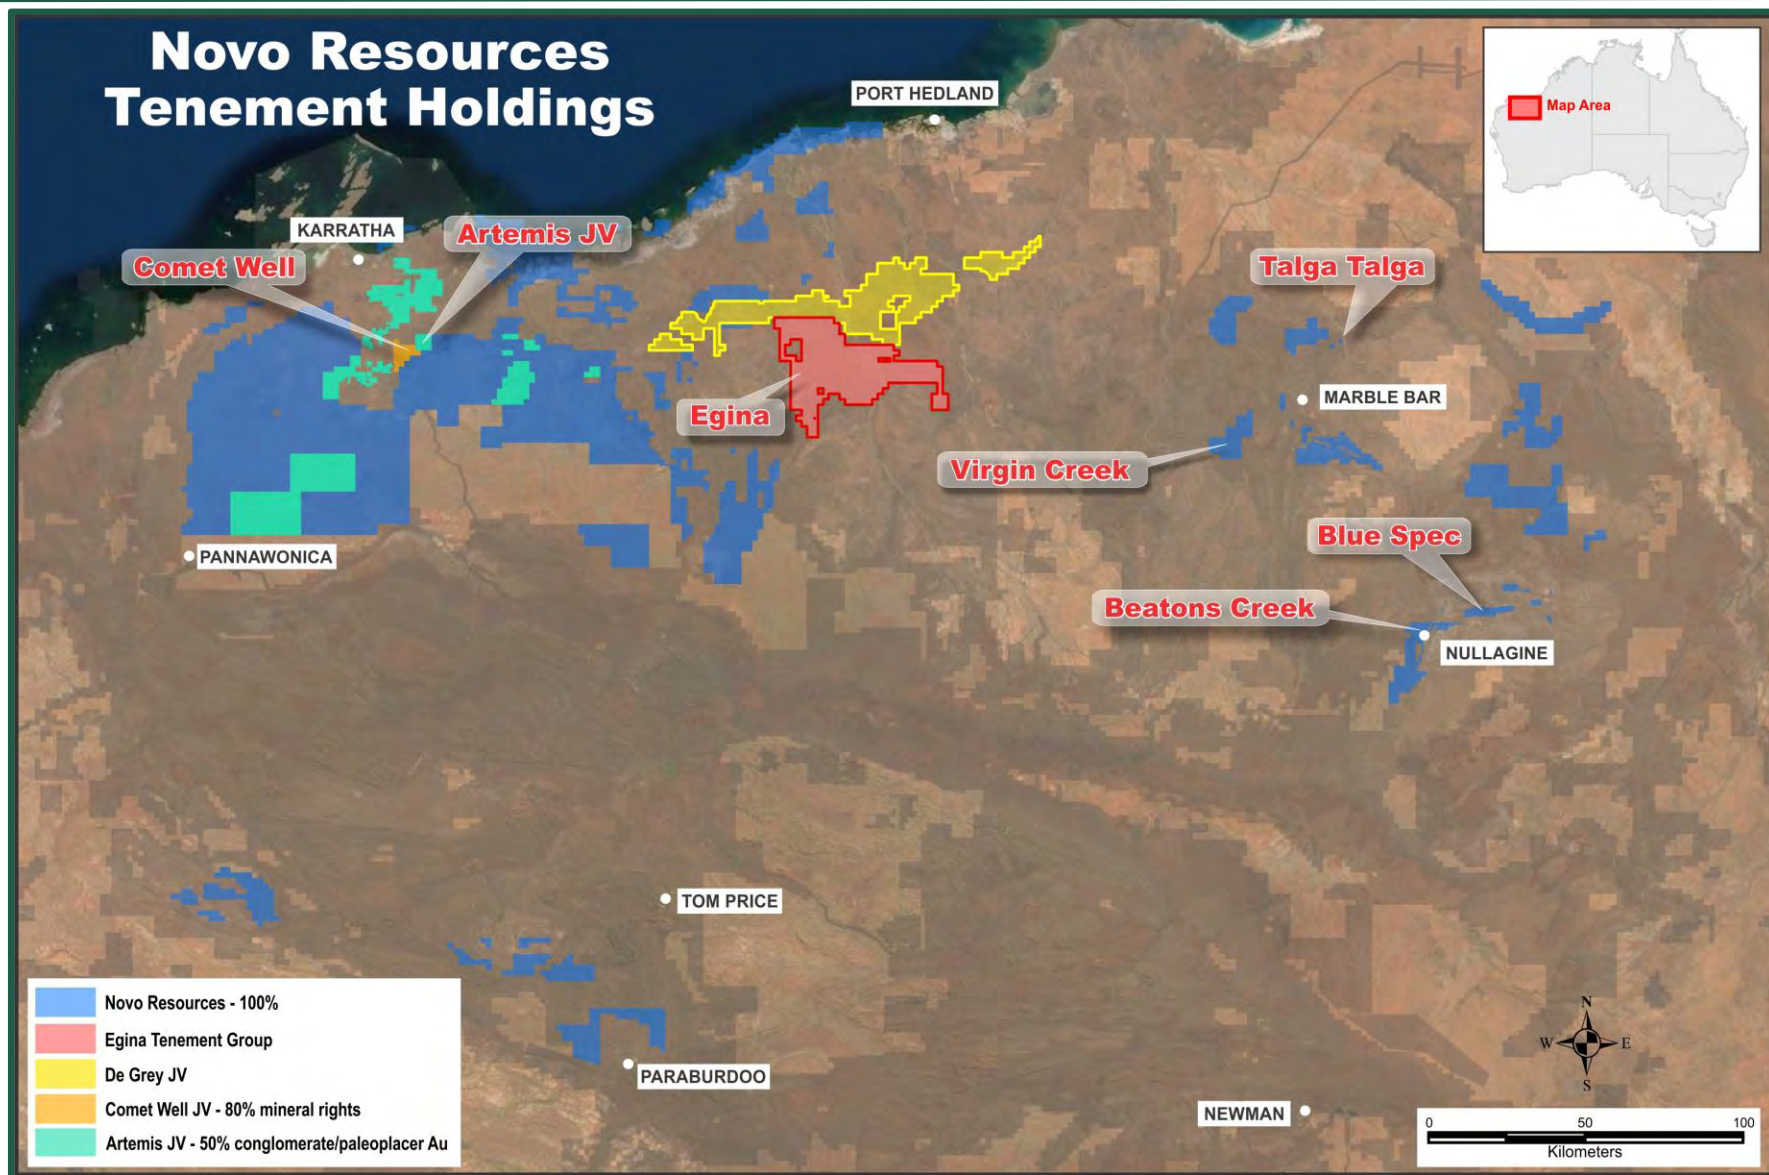 Novo Resources
Tenement Holdings
PORT HEDLAND
Map Area
KARRATHA
Artemis JV
Comet Well
Talga Talga
MARBLE BAR
Egina
Virgin Creek
Blue Spec
PANNAWONICA
Beatons Creek
NULLAGINE
TOM PRICE
PARABURDOO
NEWMAN
Novo Resources - 100%
Egina Tenement Group
De Grey JV
Comet Well JV - 80% mineral rights
Artemis JV - 50% conglomerate/paleoplacer Au
N
W E
S
0 50 100
Kilometers